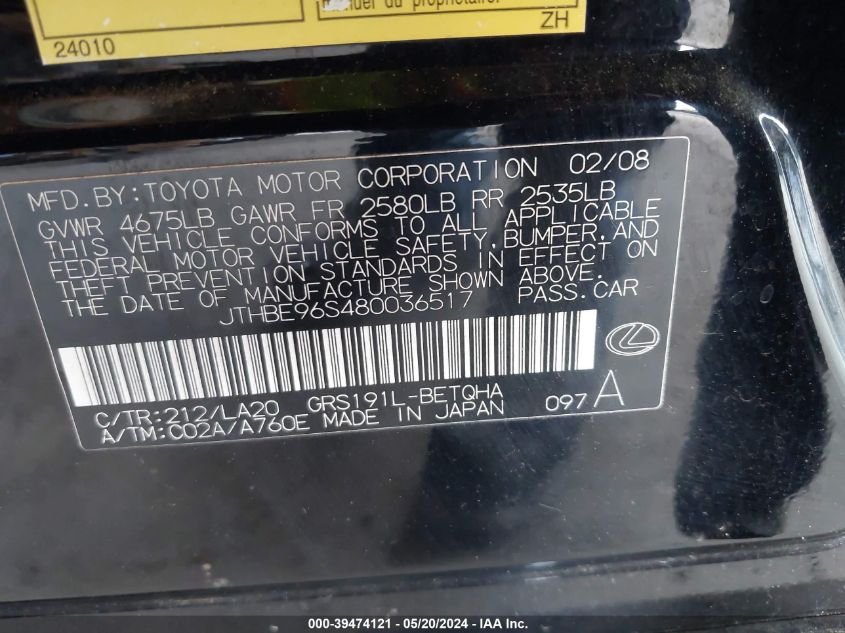 manuel du propriétaire.
24010
ZH
MFD. BY: TOYOTA MOTOR CORPORATION 02/08
GVWR 4675LB GAWR FR 2580LB RR 2535LB
THIS VEHICLE CONFORMS TO ALL APPLICABLE
FEDERAL MOTOR VEHICLE SAFETY, BUMPER, AND
THEFT PREVENTION STANDARDS IN EFFECT ON
THE DATE OF MANUFACTURE SHOWN ABOVE.
JTHBE96S480036517 PASS. CAR
C/TR: 212/LA20 GRS191L-BETQHA
A/TM: C02A/A760E MADE IN JAPAN 097 A
000-39474121 - 05/20/2024 - IAA Inc.